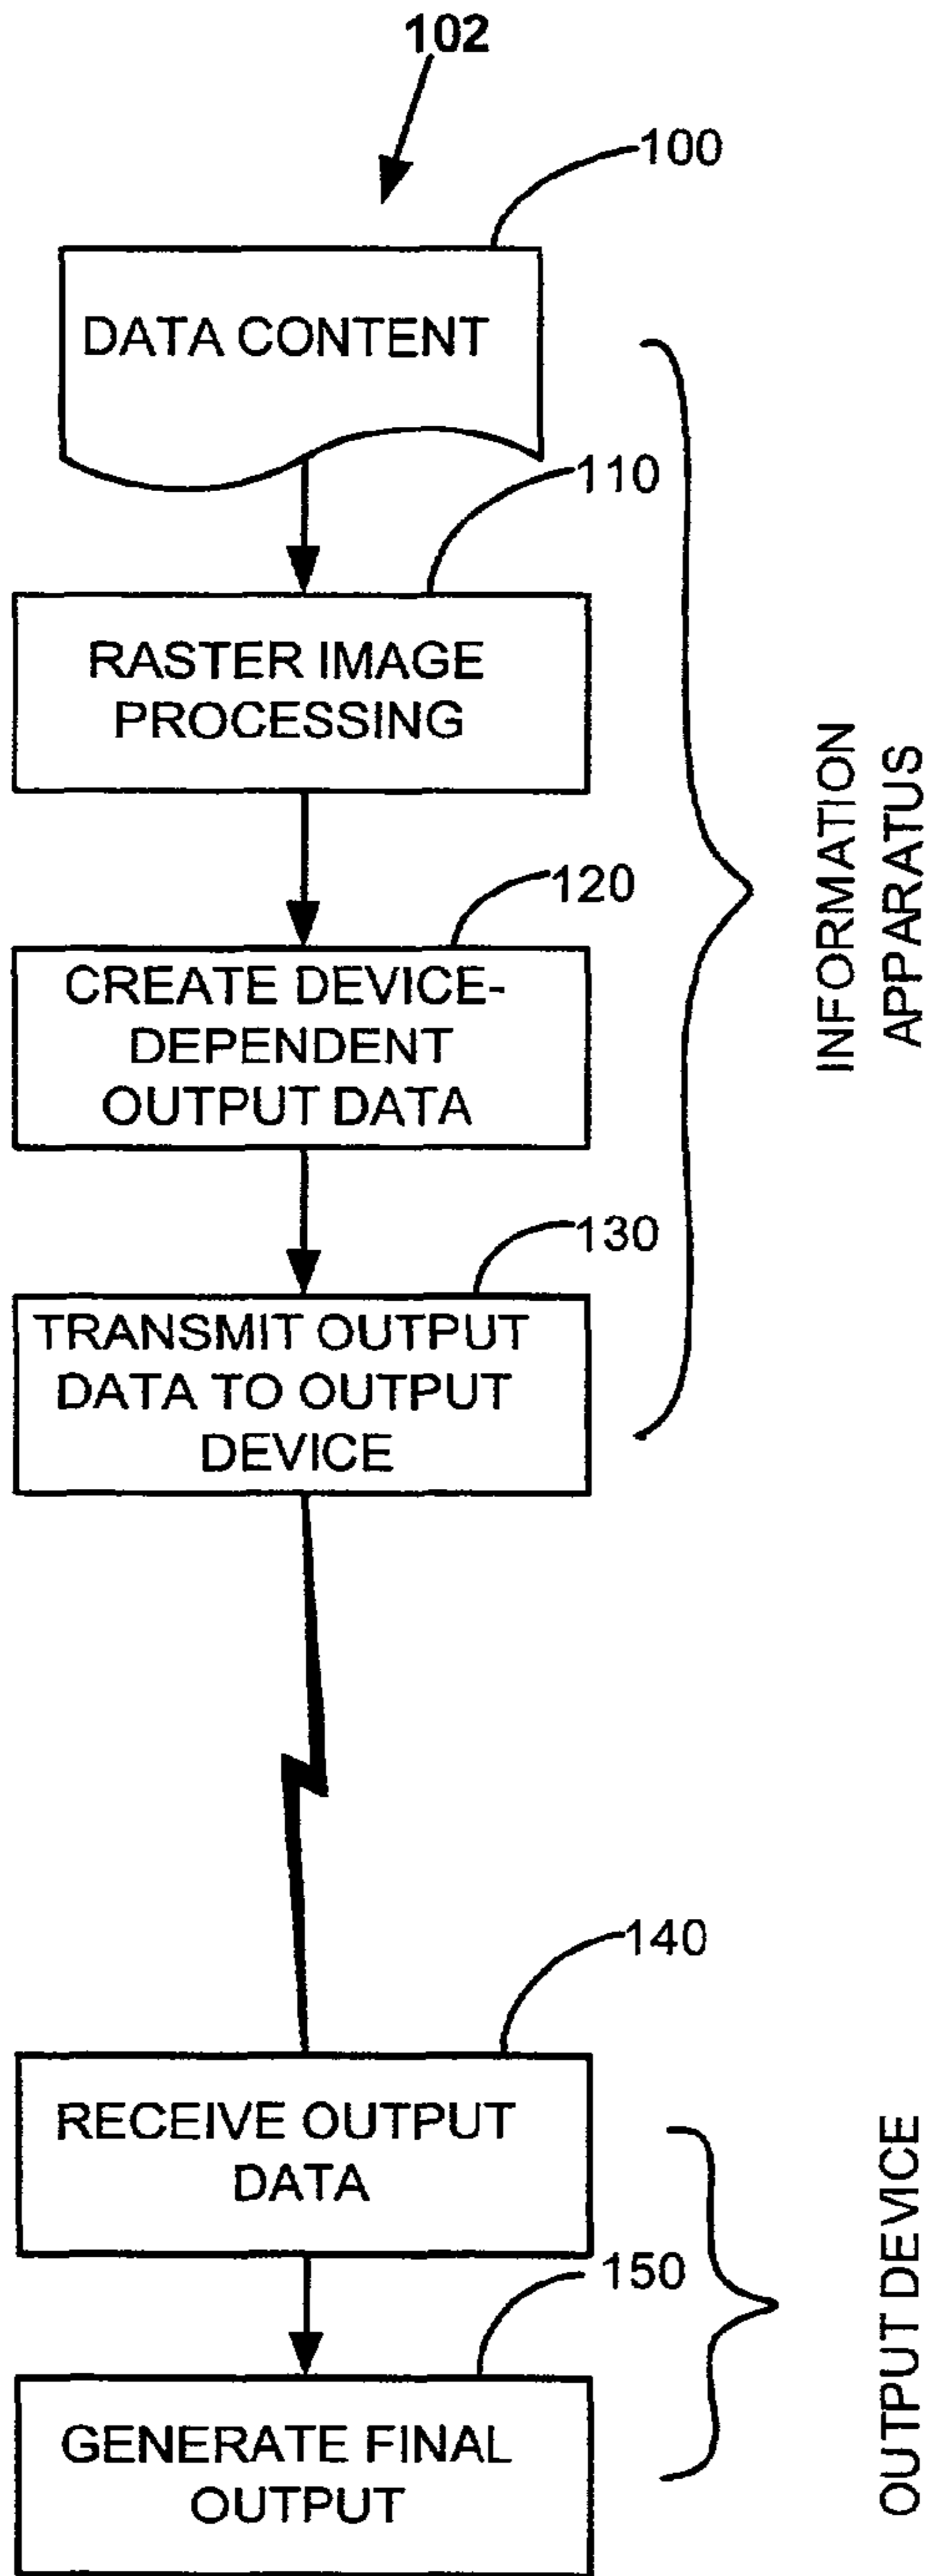 102
100
DATA CONTENT
110
RASTER IMAGE
PROCESSING
120
CREATE DEVICE-
DEPENDENT
OUTPUT DATA
130
TRANSMIT OUTPUT
DATA TO OUTPUT
DEVICE
INFORMATION
APPARATUS
140
RECEIVE OUTPUT
DATA
150
GENERATE FINAL
OUTPUT
OUTPUT DEVICE